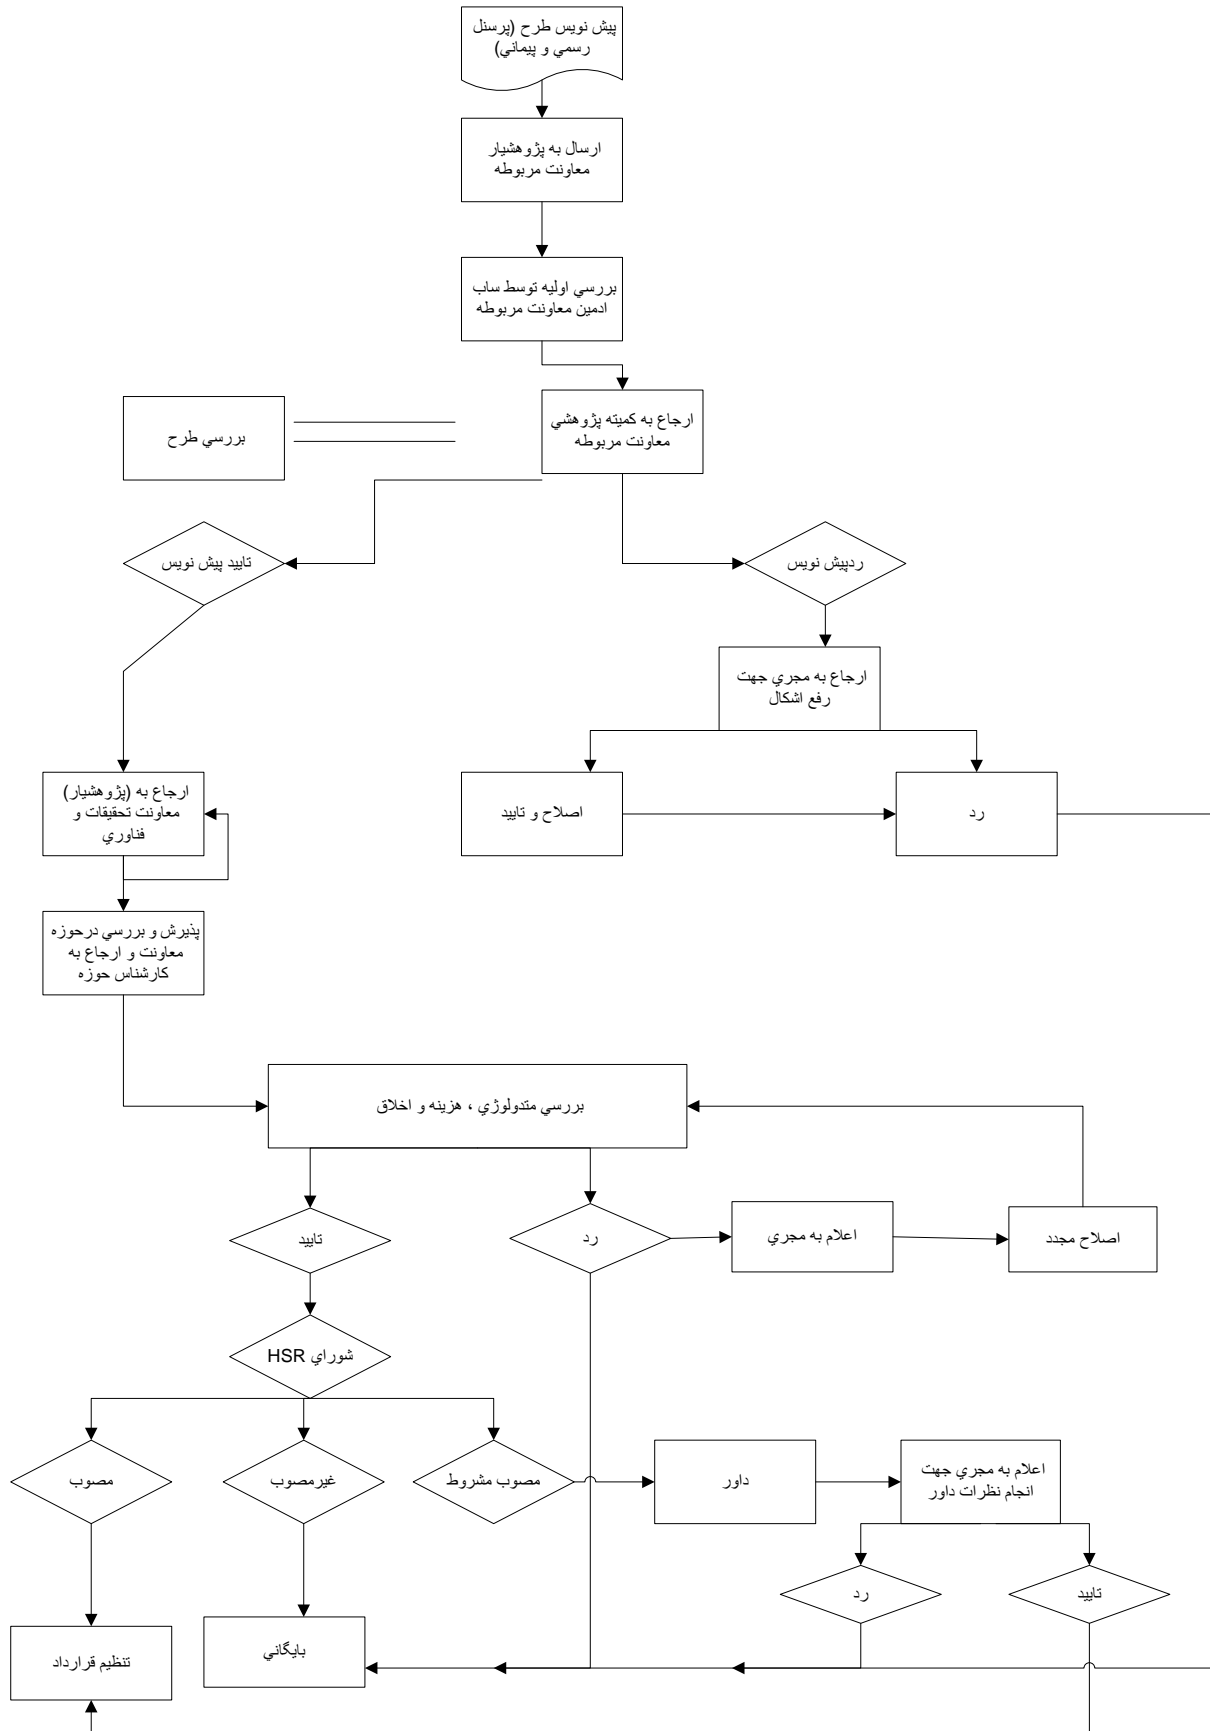 پيش نويس طرح (پرسنل
رسمي و پيماني)
ارسال به پژوهشيار
معاونت مربوطه
بررسي اوليه توسط ساب
ادمين معاونت مربوطه
ارجاع به كميته پژوهشي
معاونت مربوطه
بررسي طرح
ردپيش نويس
تاييد پيش نويس
ارجاع به مجري جهت
رفع اشكال
رد
اصلاح و تاييد
ارجاع به (پژوهشيار)
معاونت تحقيقات و
فناوري
پذيرش و بررسي درحوزه
معاونت و ارجاع به
كارشناس حوزه
بررسي متدولوژي ، هزينه و اخلاق
تاييد
رد
اعلام به مجري
اصلاح مجدد
شوراي HSR
مصوب
غيرمصوب
مصوب مشروط
داور
اعلام به مجري جهت
انجام نظرات داور
رد
تاييد
بايگاني
تنظيم قرارداد